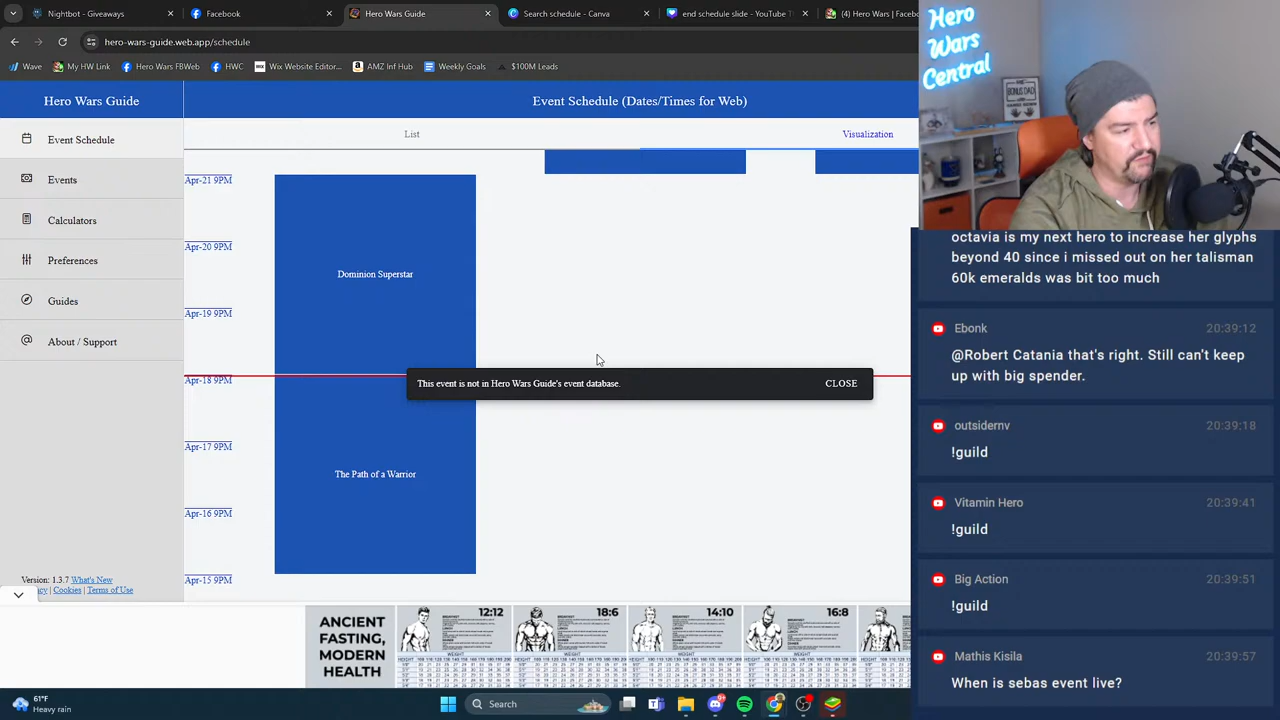 Nightbot - Giveaways
Facebook
Hero Wars Guide
Search schedule - Canva
end schedule slide - YouTube T
(4) Hero Wars | Faceb
hero-wars-guide.web.app/schedule
Wave
My HW Link
Hero Wars FBWeb
HWC
Wix Website Editor...
AMZ Inf Hub
Weekly Goals
$100M Leads
Hero Wars Guide
Event Schedule (Dates/Times for Web)
Event Schedule
Events
Calculators
Preferences
Guides
About / Support
List
Visualization
Apr-21 9PM
Apr-20 9PM
Dominion Superstar
Apr-19 9PM
Apr-18 9PM
This event is not in Hero Wars Guide's event database.
CLOSE
Apr-17 9PM
The Path of a Warrior
Apr-16 9PM
Apr-15 9PM
Version: 1.3.7 What's New
Cookies | Terms of Use
ANCIENT
FASTING,
MODERN
HEALTH
12:12
18:6
14:10
16:8
Hero
Wars
Central
BONUS
DAD
octavia is my next hero to increase her glyphs
beyond 40 since i missed out on her talisman
60k emeralds was bit too much
Ebonk
20:39:12
@Robert Catania that's right. Still can't keep
up with big spender.
outsidernv
20:39:18
!guild
Vitamin Hero
20:39:41
!guild
Big Action
20:39:51
!guild
Mathis Kisila
20:39:57
When is sebas event live?
61°F
Heavy rain
Search